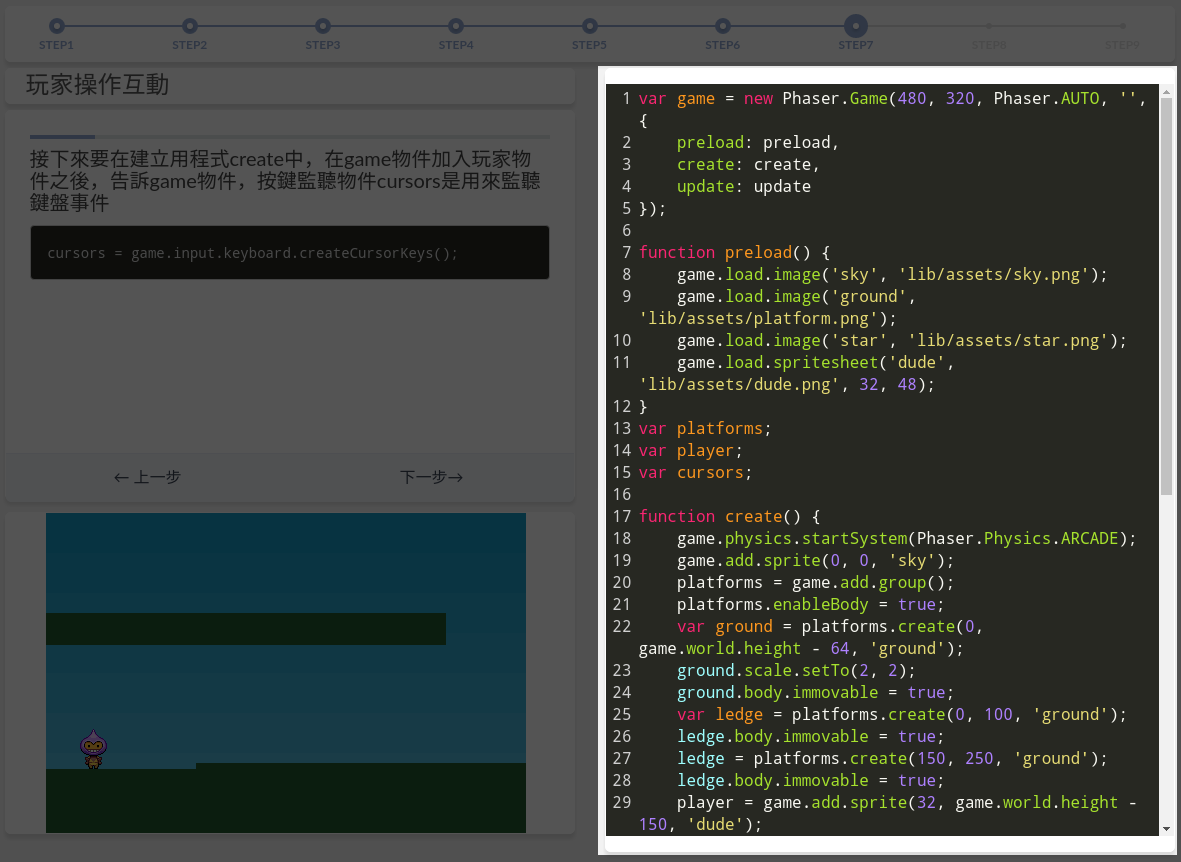 STEP1 STEP2 STEP3 STEP4 STEP5 STEP6 STEP7 STEP8 STEP9
玩家操作互動
接下來要在建立用程式create中，在game物件加入玩家物
件之後，告訴game物件，按鍵監聽物件cursors是用來監聽
鍵盤事件
cursors = game.input.keyboard.createCursorKeys();
← 上一步
下一步→
1 var game = new Phaser.Game(480, 320, Phaser.AUTO, '',
{
2     preload: preload,
3     create: create,
4     update: update
5 });
6
7 function preload() {
8     game.load.image('sky', 'lib/assets/sky.png');
9     game.load.image('ground',
'lib/assets/platform.png');
10     game.load.image('star', 'lib/assets/star.png');
11     game.load.spritesheet('dude',
'lib/assets/dude.png', 32, 48);
12 }
13 var platforms;
14 var player;
15 var cursors;
16
17 function create() {
18     game.physics.startSystem(Phaser.Physics.ARCADE);
19     game.add.sprite(0, 0, 'sky');
20     platforms = game.add.group();
21     platforms.enableBody = true;
22     var ground = platforms.create(0,
game.world.height - 64, 'ground');
23     ground.scale.setTo(2, 2);
24     ground.body.immovable = true;
25     var ledge = platforms.create(0, 100, 'ground');
26     ledge.body.immovable = true;
27     ledge = platforms.create(150, 250, 'ground');
28     ledge.body.immovable = true;
29     player = game.add.sprite(32, game.world.height -
150, 'dude');